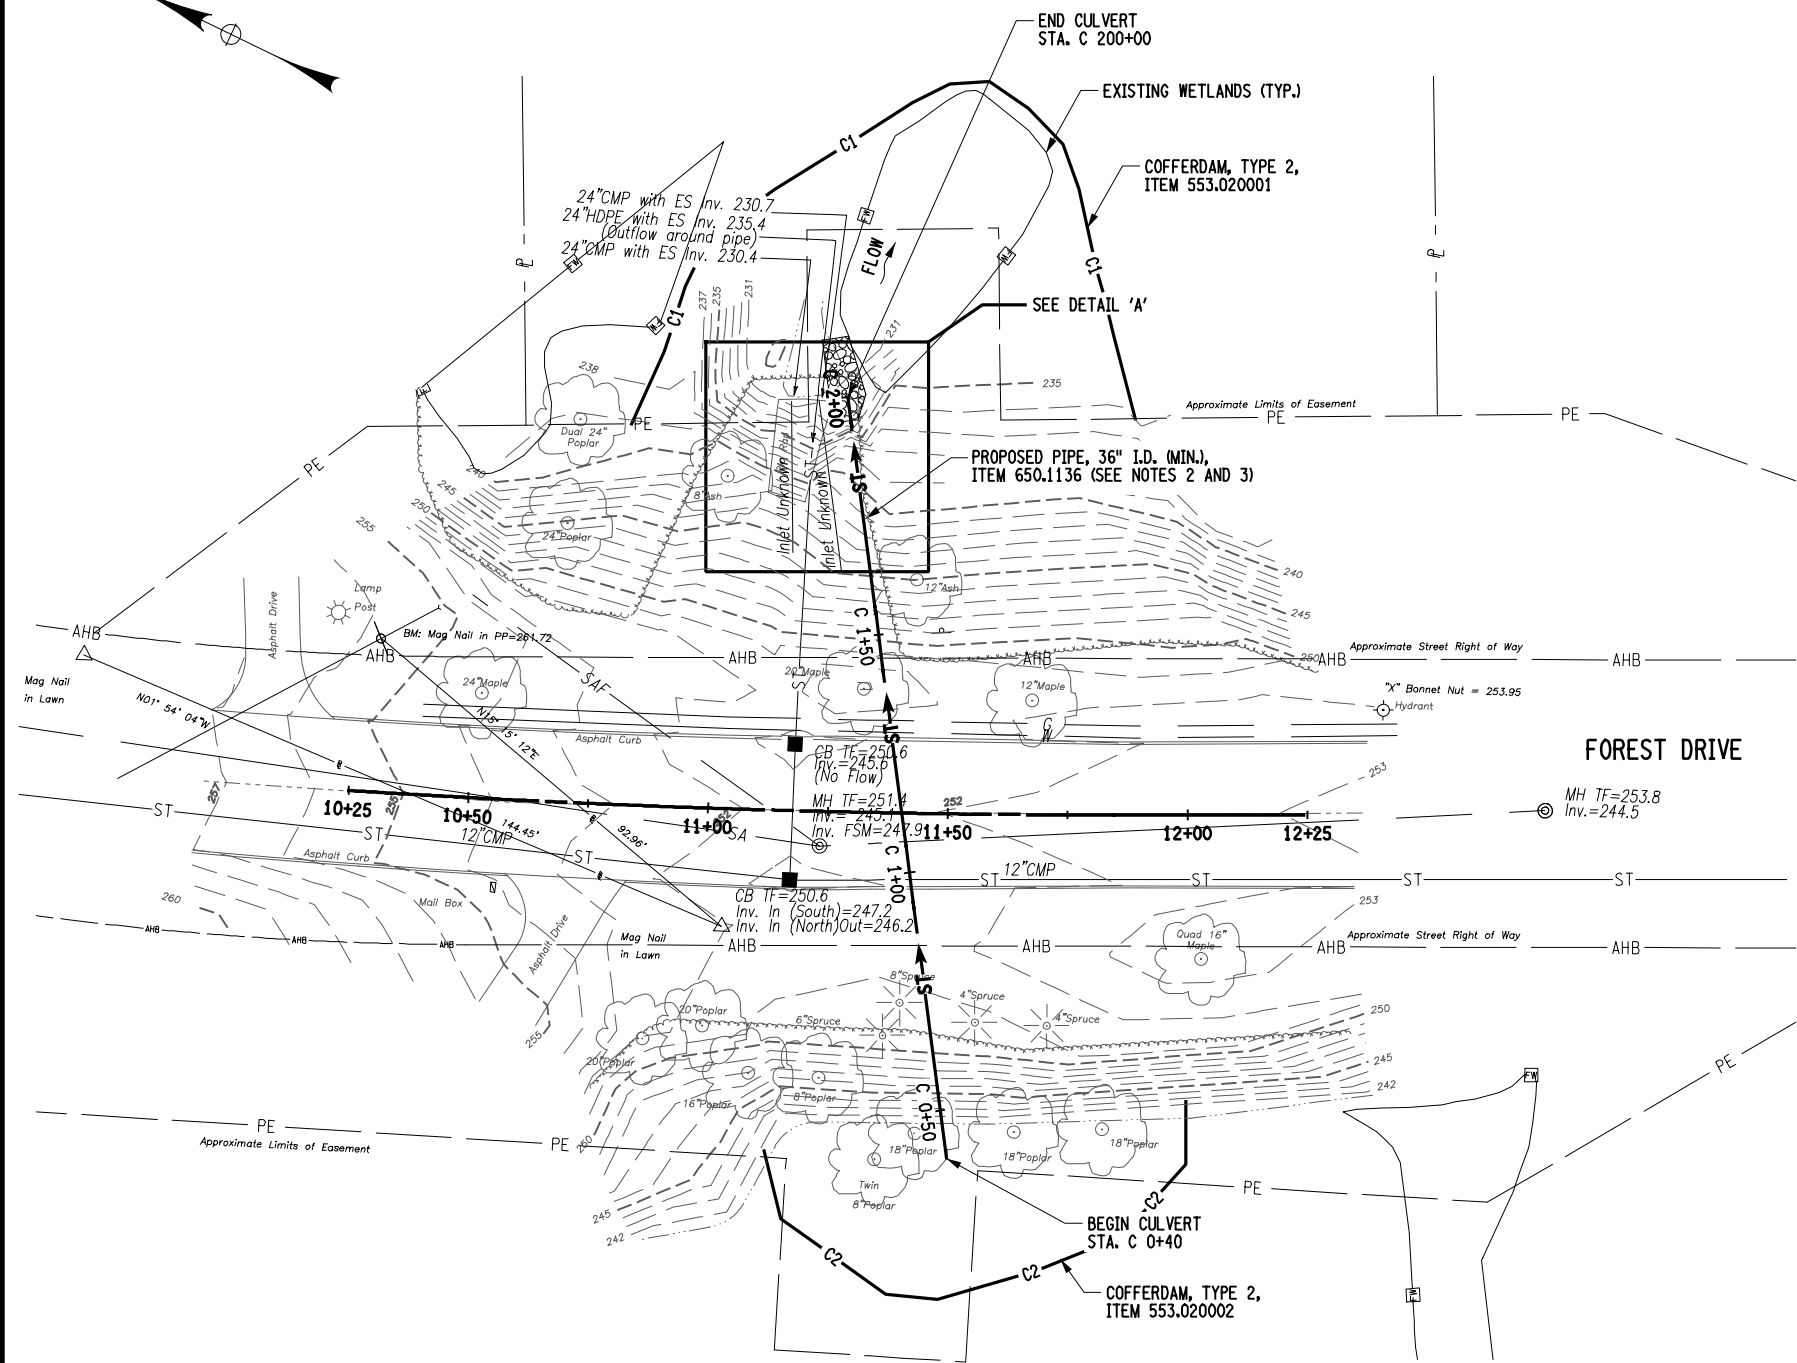 END CULVERT
STA. C 200+00
EXISTING WETLANDS (TYP.)
C1
COFFERDAM, TYPE 2,
ITEM 553.020001
24"CMP with ES Inv. 230.7
24"HDPE with ES Inv. 235.4
(Outflow around pipe)
24"CMP with ES Inv. 230.4
FW
FLOW
FW
C1
C1
SEE DETAIL 'A'
237
235
231
231
238
235
C 2+00
Approximate Limits of Easement
PE
PE
PE
PE
Dual 24"
Poplar
PROPOSED PIPE, 36" I.D. (MIN.),
ITEM 650.1136 (SEE NOTES 2 AND 3)
240
245
250
255
8"Ash
24"Poplar
ST
ST
Inlet Unknown
Inlet Unknown
12"Ash
240
245
250
Lamp
Post
Asphalt Drive
AHB
BM: Mag Nail in PP=261.72
AHB
AHB
AHB
AHB
Approximate Street Right of Way
AHB
C 1+50
Mag Nail
in Lawn
N01° 54' 04"W
24"Maple
SAF
20"Maple
12"Maple
"X" Bonnet Nut = 253.95
Hydrant
N15° 15' 12"E
ST
G
W
Asphalt Curb
ST
CB TF=250.6
Inv.=245.6
(No Flow)
FOREST DRIVE
253
257
255
MH TF=251.4
Inv.= 245.1
Inv. FSM=247.9
252
252
MH TF=253.8
Inv.=244.5
10+25
10+50
11+00
11+50
12+00
12+25
ST
ST
12"CMP
144.45'
92.96'
SA
Asphalt Curb
ST
C 1+00
ST
12"CMP
ST
ST
ST
CB TF=250.6
Inv. In (South)=247.2
Inv. In (North)Out=246.2
260
Mail Box
Asphalt Drive
253
AHB
AHB
AHB
Mag Nail
in Lawn
AHB
AHB
Quad 16"
Maple
AHB
Approximate Street Right of Way
AHB
8"Spruce
ST
4"Spruce
4"Spruce
6"Spruce
20"Poplar
20"Poplar
255
250
245
242
16"Poplar
8"Poplar
C 0+50
PE
PE
Approximate Limits of Easement
PE
250
18"Poplar
18"Poplar
18"Poplar
FW
PE
Twin
8"Poplar
PE
245
242
C2
C2
C2
BEGIN CULVERT
STA. C 0+40
COFFERDAM, TYPE 2,
ITEM 553.020002